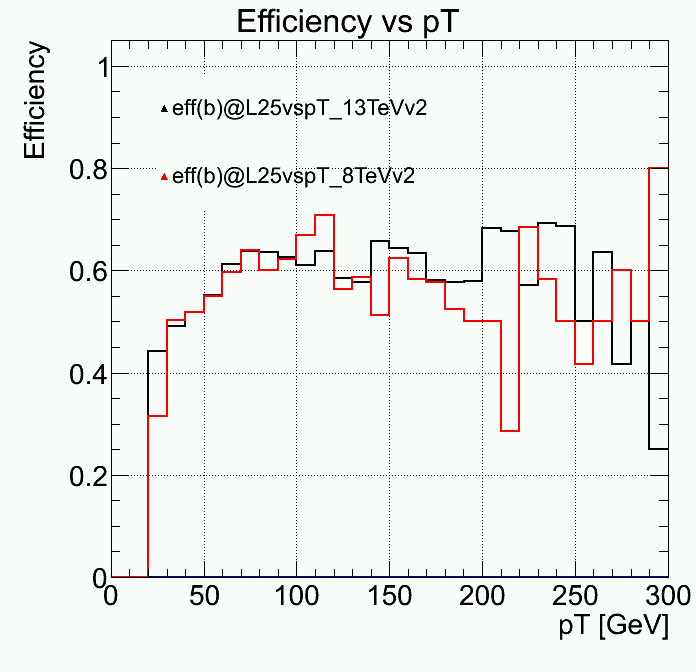 Efficiency vs pT
Efficiency
1
eff(b)@L25vspT_13TeVv2
0.8
eff(b)@L25vspT_8TeVv2
0.6
0.4
0.2
0
0 50 100 150 200 250 300
pT [GeV]